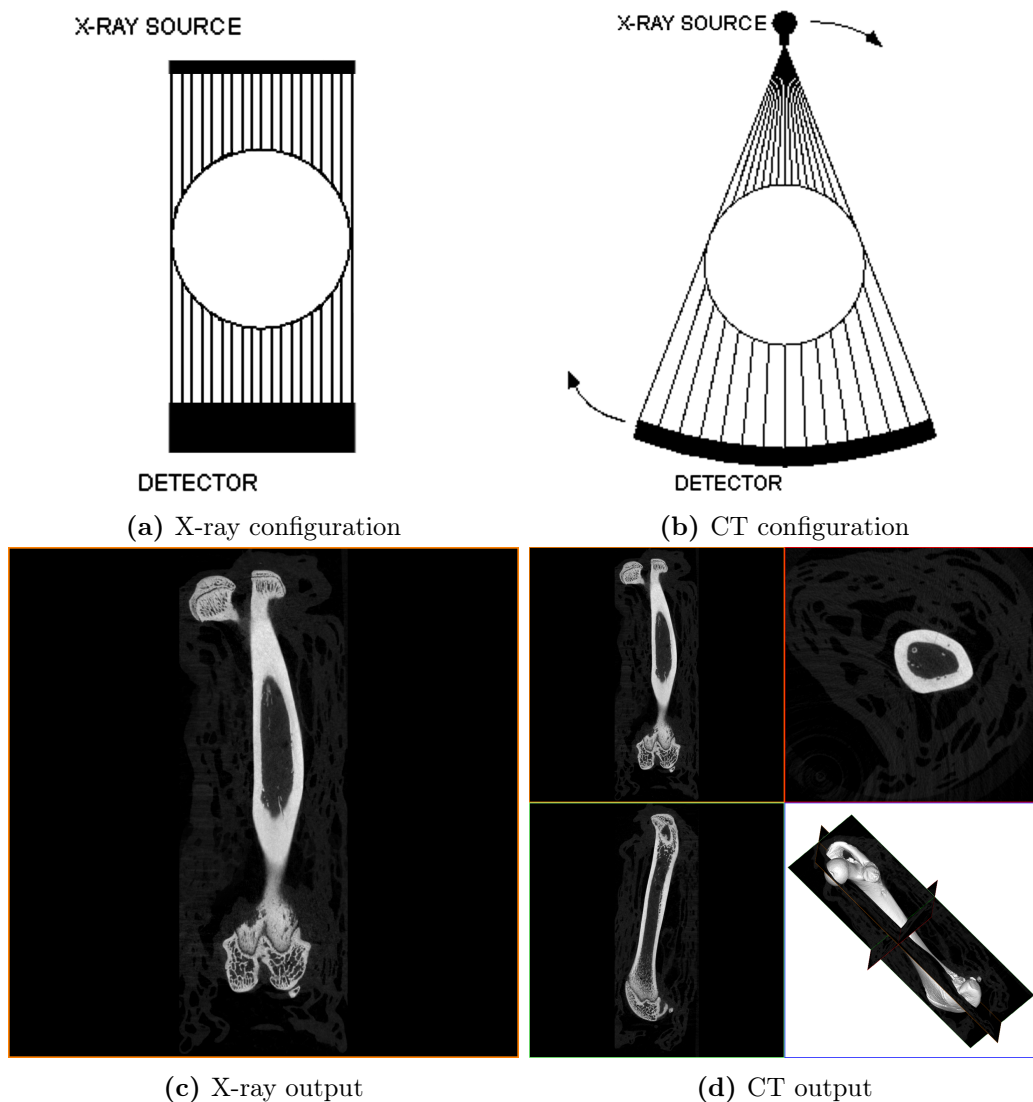 X-RAY SOURCE
X-RAY SOURCE
DETECTOR
DETECTOR
(a) X-ray configuration
(b) CT configuration
(c) X-ray output
(d) CT output